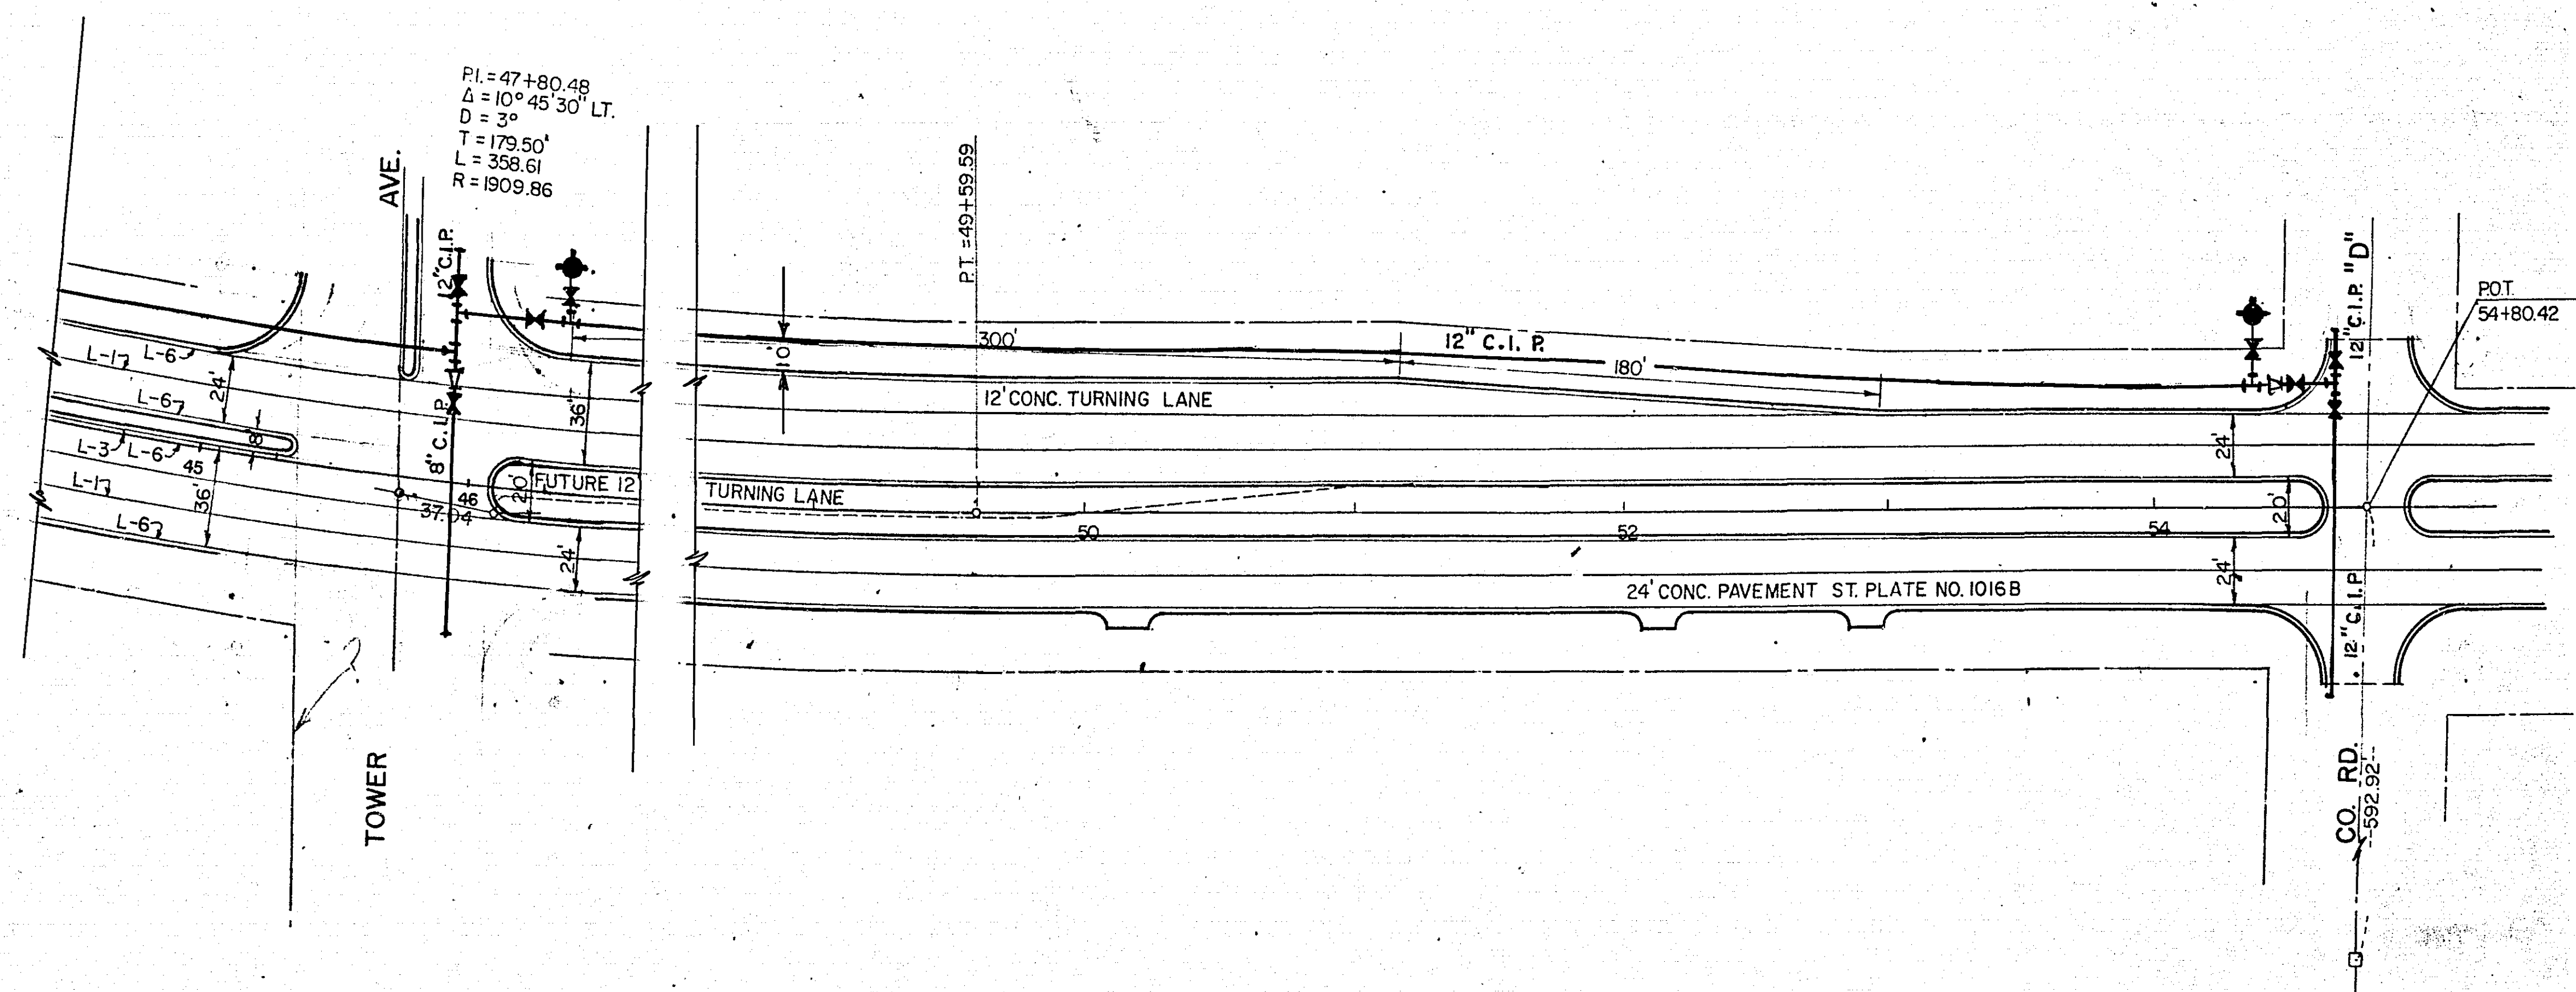 P.I. = 47+80.48
Δ = 10° 45' 30" LT.
D = 3°
T = 179.50'
L = 358.61
R = 1909.86
AVE.
12" C.I.P.
P.T. = 49+59.59
12" C.I.P. "D"
P.O.T.
54+80.42
L-17
L-6
24'
L-6
8'
L-3
L-6
45
L-17
36'
L-6
8" C.I.P.
46
37.04
36'
20'
FUTURE 12'
24'
10'
300'
12" C.I.P.
180'
12' CONC. TURNING LANE
TURNING LANE
50
52
54
24'
20'
24'
24' CONC. PAVEMENT ST. PLATE NO. 1016B
12" C.I.P.
TOWER
CO. RD.
592.92'